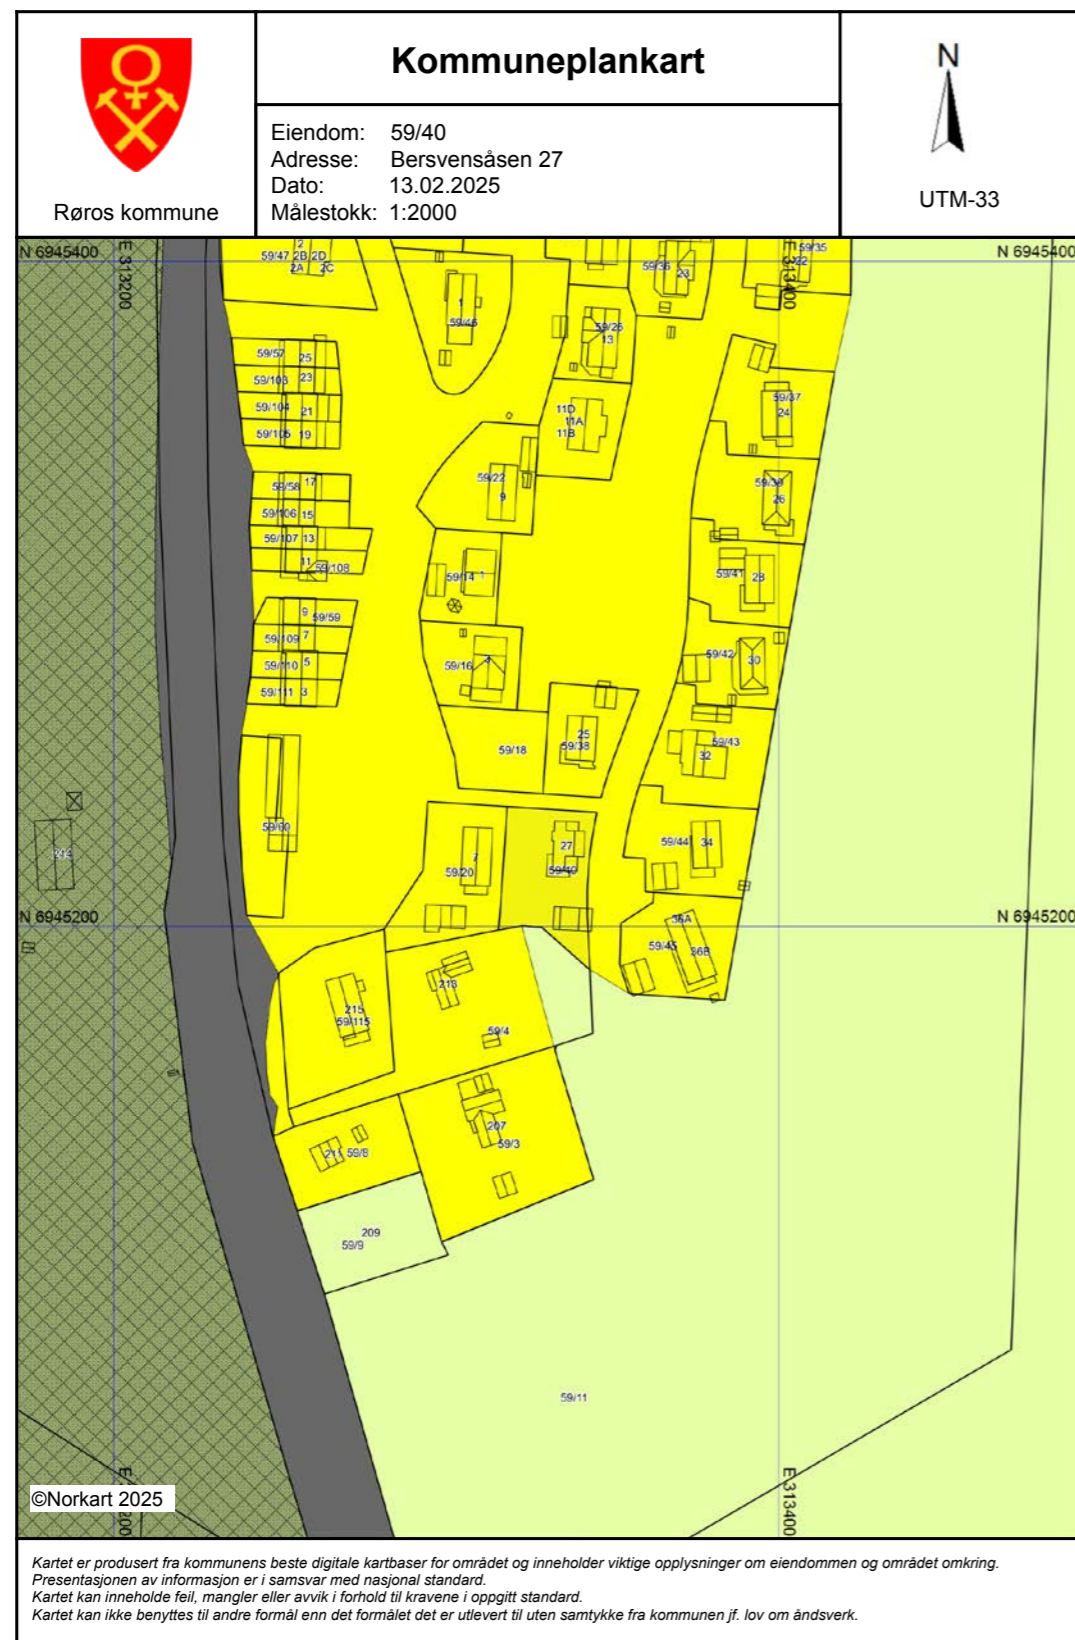 Kommuneplankart
Eiendom: 59/40
Adresse: Bersvensåsen 27
Dato: 13.02.2025
Målestokk: 1:2000
Røros kommune
N
UTM-33
N 6945400
E 313200
E 313400
N 6945400
59/47
2
2B 2D
2A 2C
1
59/46
59/26
13
59/36
23
59/35
22
59/57 25
59/103 23
59/104 21
59/105 19
11D
11A
11B
59/37
24
59/22
9
59/39
26
59/58 17
59/106 15
59/107 13
11 59/108
59/14 1
59/41 28
9 59/59
59/109 7
59/110 5
59/111 3
59/16 4
59/42 30
59/18
25
59/38
59/43
32
59/60
7
59/20
27
59/40
59/44 34
N 6945200
N 6945200
36A
59/45 36B
213
59/4
215
59/115
207
59/3
211 59/8
209
59/9
59/11
E 313400
©Norkart 2025
Kartet er produsert fra kommunens beste digitale kartbaser for området og inneholder viktige opplysninger om eiendommen og området omkring.
Presentasjonen av informasjon er i samsvar med nasjonal standard.
Kartet kan inneholde feil, mangler eller avvik i forhold til kravene i oppgitt standard.
Kartet kan ikke benyttes til andre formål enn det formålet det er utlevert til uten samtykke fra kommunen jf. lov om åndsverk.